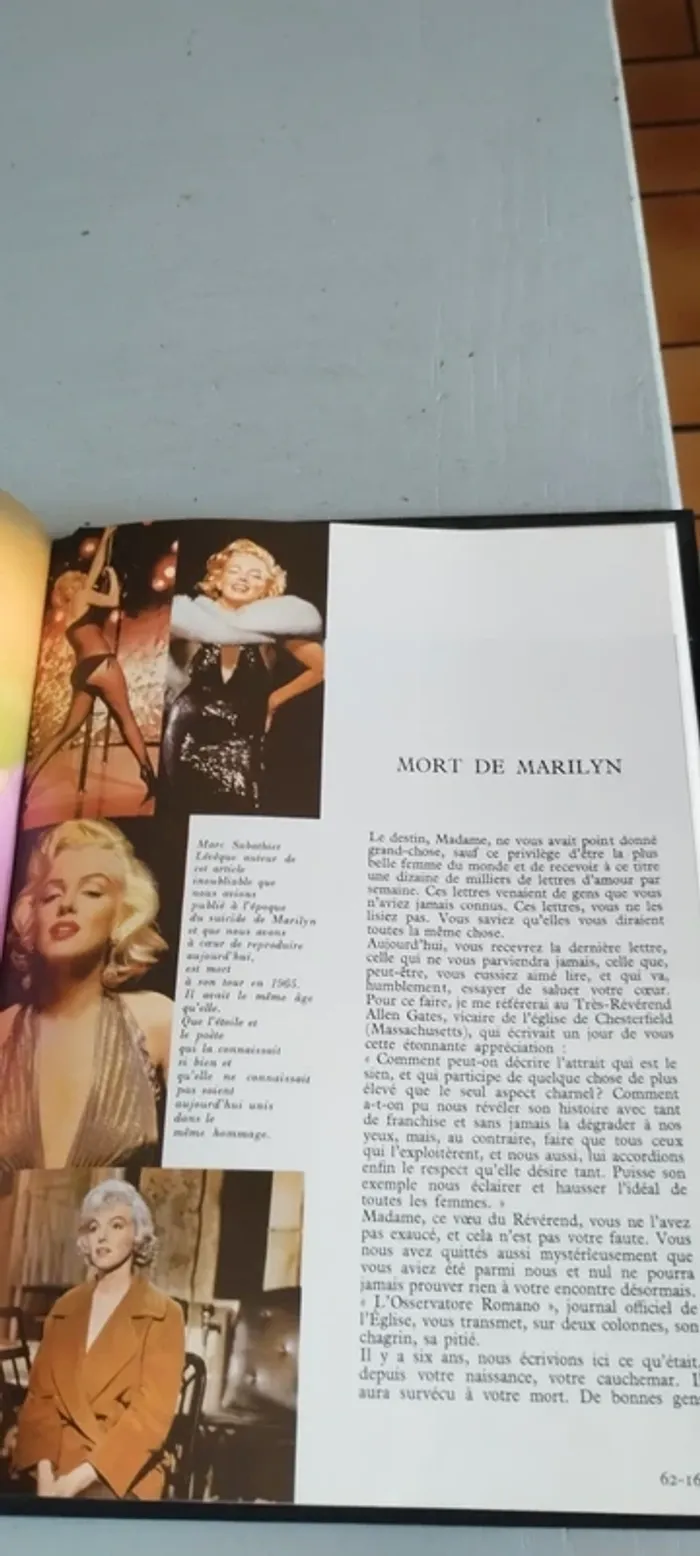 Marc Sabathier
Lévêque auteur de
cet article
inoubliable que
nous avions
publié à l'époque
du suicide de Marilyn
et que nous avons
à cœur de reproduire
aujourd'hui,
est mort
à son tour en 1965.
Il avait le même âge
qu'elle.
Que l'étoile et
le poète
qui la connaissait
si bien et
qu'elle ne connaissait
pas soient
aujourd'hui unis
dans le
même hommage.
MORT DE MARILYN
Le destin, Madame, ne vous avait point donné
grand-chose, sauf ce privilège d'être la plus
belle femme du monde et de recevoir à ce titre
une dizaine de milliers de lettres d'amour par
semaine. Ces lettres venaient de gens que vous
n'aviez jamais connus. Ces lettres, vous ne les
lisiez pas. Vous saviez qu'elles vous diraient
toutes la même chose.
Aujourd'hui, vous recevrez la dernière lettre,
celle qui ne vous parviendra jamais, celle que,
peut-être, vous eussiez aimé lire, et qui va,
humblement, essayer de saluer votre cœur.
Pour ce faire, je me référerai au Très-Révérend
Allen Gates, vicaire de l'église de Chesterfield
(Massachusetts), qui écrivait un jour de vous
cette étonnante appréciation :
« Comment peut-on décrire l'attrait qui est le
sien, et qui participe de quelque chose de plus
élevé que le seul aspect charnel? Comment
a-t-on pu nous révéler son histoire avec tant
de franchise et sans jamais la dégrader à nos
yeux, mais, au contraire, faire que tous ceux
qui l'exploitèrent, et nous aussi, lui accordions
enfin le respect qu'elle désire tant. Puisse son
exemple nous éclairer et hausser l'idéal de
toutes les femmes. »
Madame, ce vœu du Révérend, vous ne l'avez
pas exaucé, et cela n'est pas votre faute. Vous
nous avez quittés aussi mystérieusement que
vous aviez été parmi nous et nul ne pourra
jamais prouver rien à votre encontre désormais.
« L'Osservatore Romano », journal officiel de
l'Église, vous transmet, sur deux colonnes, son
chagrin, sa pitié.
Il y a six ans, nous écrivions ici ce qu'était,
depuis votre naissance, votre cauchemar. Il
aura survécu à votre mort. De bonnes gens
62-16